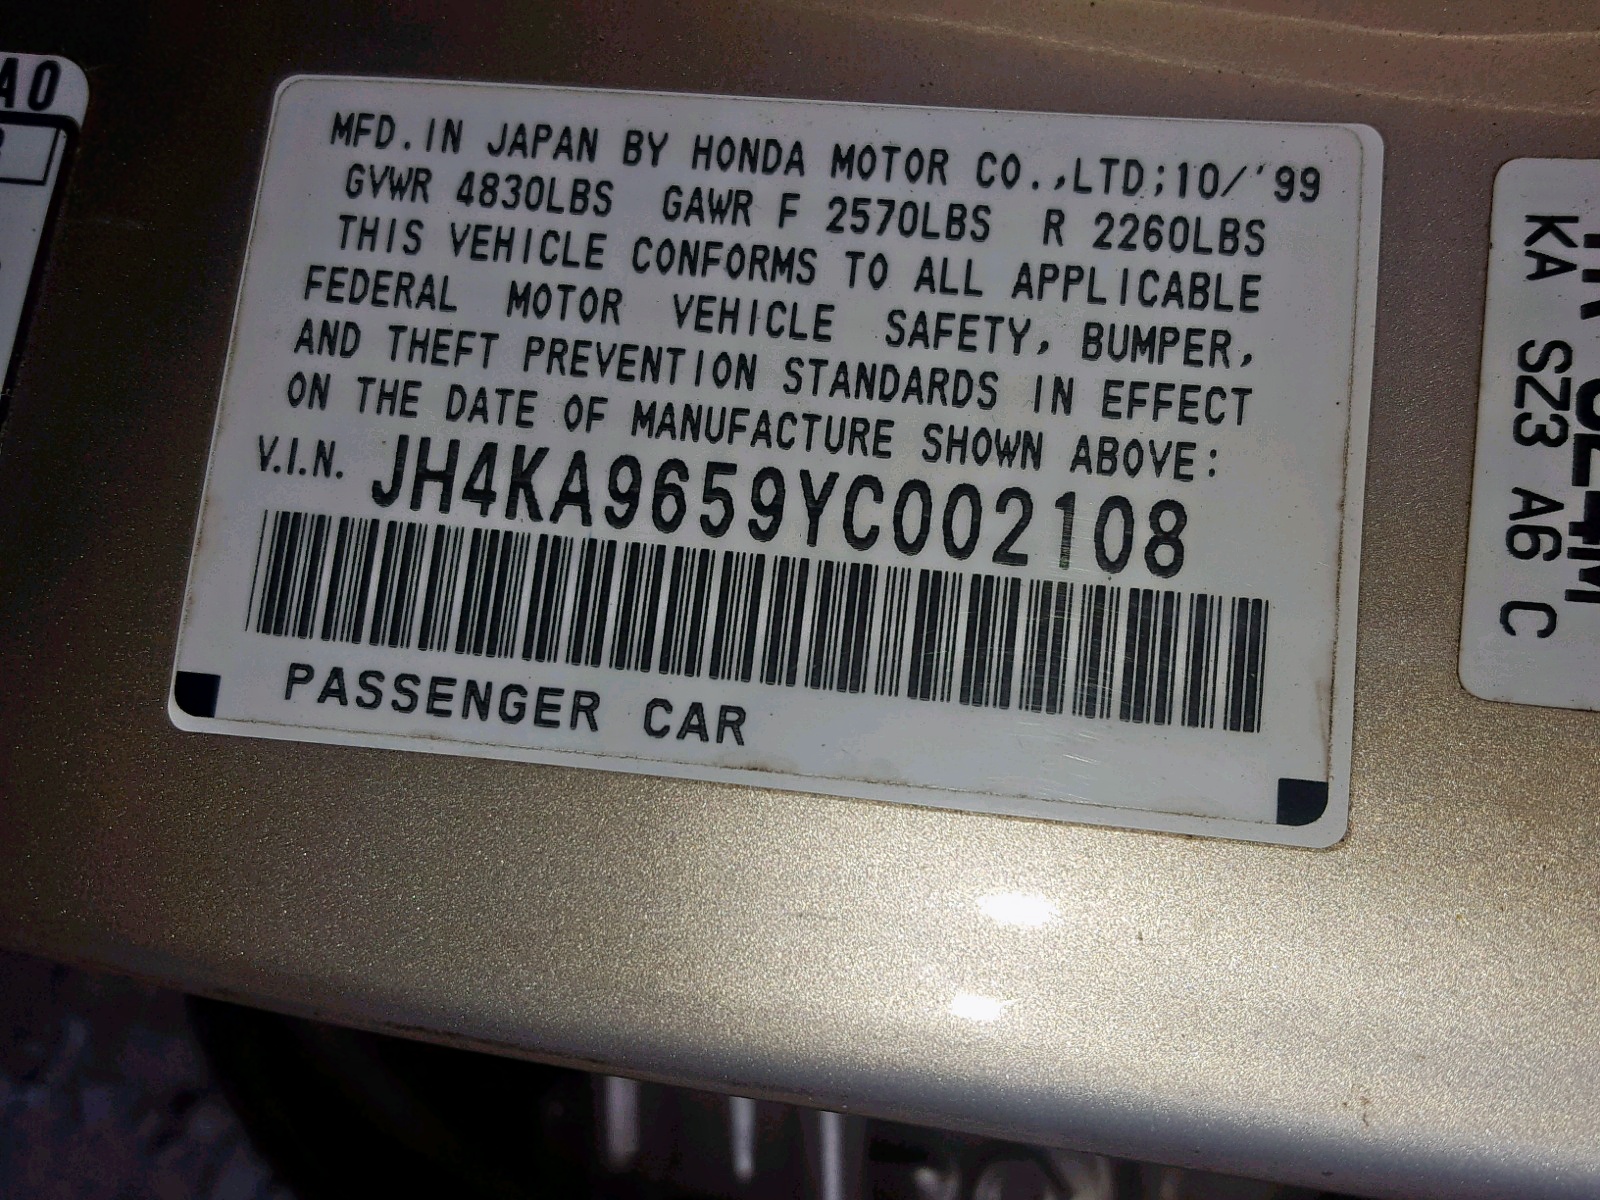 A0
MFD. IN JAPAN BY HONDA MOTOR CO.,LTD;10/'99
GVWR 4830LBS GAWR F 2570LBS R 2260LBS
THIS VEHICLE CONFORMS TO ALL APPLICABLE
FEDERAL MOTOR VEHICLE SAFETY, BUMPER,
AND THEFT PREVENTION STANDARDS IN EFFECT
ON THE DATE OF MANUFACTURE SHOWN ABOVE:
V.I.N. JH4KA9659YC002108
PASSENGER CAR
KA SZ3 A6 C